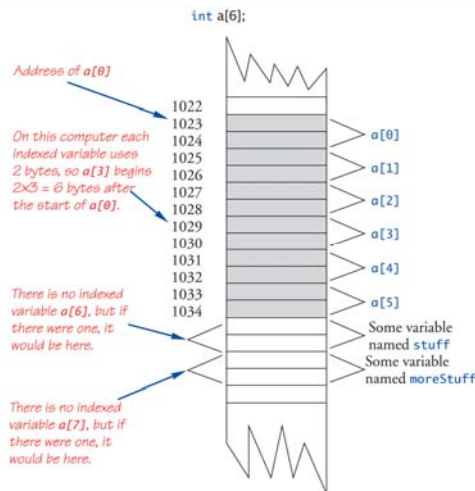 int a[6];
Address of a[0]
1022
1023
1024
1025
1026
1027
1028
1029
1030
1031
1032
1033
1034
On this computer each
indexed variable uses
2 bytes, so a[3] begins
2x3 = 6 bytes after
the start of a[0].
There is no indexed
variable a[6], but if
there were one, it
would be here.
There is no indexed
variable a[7], but if
there were one, it
would be here.
a[0]
a[1]
a[2]
a[3]
a[4]
a[5]
Some variable
named stuff
Some variable
named moreStuff